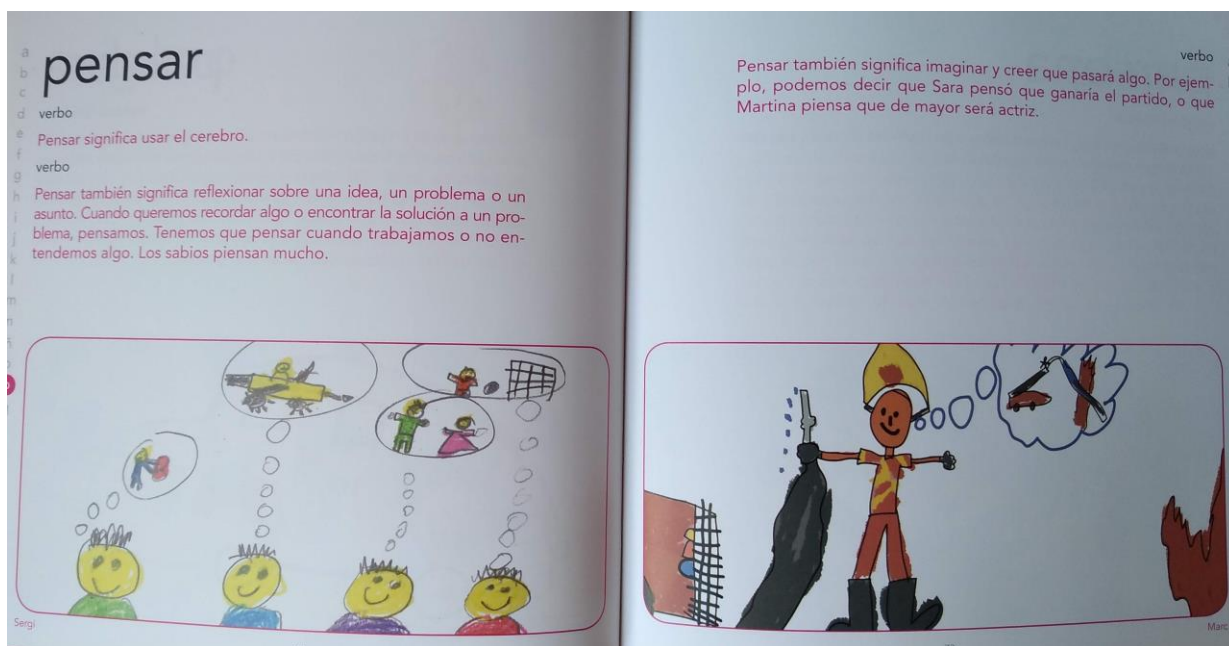 pensar
verbo
Pensar significa usar el cerebro.
verbo
Pensar también significa reflexionar sobre una idea, un problema o un
asunto. Cuando queremos recordar algo o encontrar la solución a un pro-
blema, pensamos. Tenemos que pensar cuando trabajamos o no en-
tendemos algo. Los sabios piensan mucho.
a
b
c
d
e
f
g
h
i
j
k
l
m
n
ñ
o
Sergi
verbo
Pensar también significa imaginar y creer que pasará algo. Por ejem-
plo, podemos decir que Sara pensó que ganaría el partido, o que
Martina piensa que de mayor será actriz.
Marc